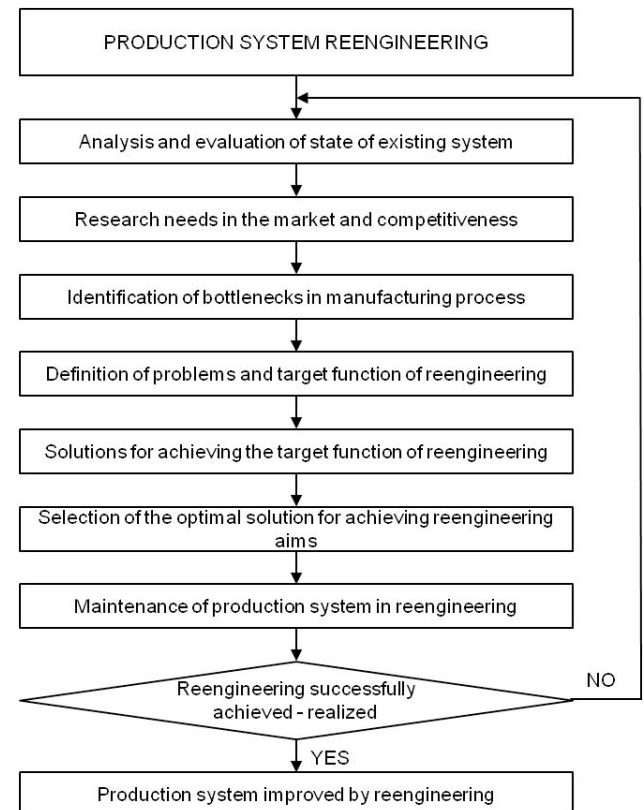 PRODUCTION SYSTEM REENGINEERING
Analysis and evaluation of state of existing system
Research needs in the market and competitiveness
Identification of bottlenecks in manufacturing process
Definition of problems and target function of reengineering
Solutions for achieving the target function of reengineering
Selection of the optimal solution for achieving reengineering
aims
Maintenance of production system in reengineering
Reengineering successfully
achieved - realized
NO
YES
Production system improved by reengineering